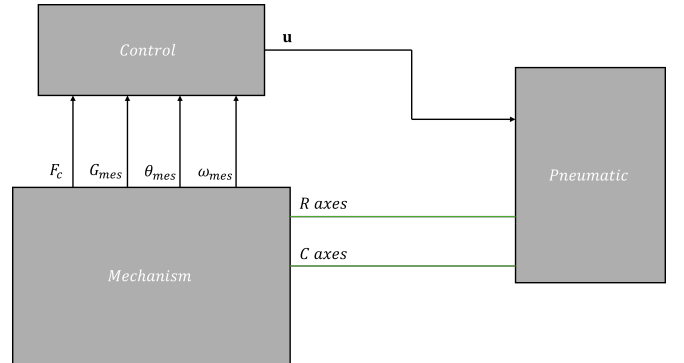 Control
u
F_c G_mes θ_mes ω_mes
R axes
Pneumatic
C axes
Mechanism